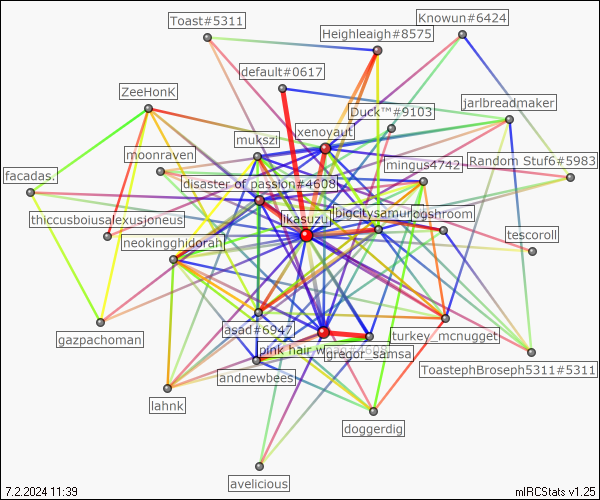 Toast#5311
Knowun#6424
Heighleaigh#8575
default#0617
ZeeHonK
Duck™#9103
jarlbreadmaker
xenoyaut
mukszi
moonraven
mingus4742
Random Stuf6#5983
facadas.
disaster of passion#4608
thiccusboiusalexusjoneus
likasuzu
bigcitysamurai
ogshroom
tescoroll
neokingghidorah
gazpachoman
asad#6947
turkey_mcnugget
pink hair
gregor_samsa
ToastephBroseph5311#5311
andnewbees
lahnk
doggerdig
avelicious
7.2.2024 11:39
mIRCStats v1.25